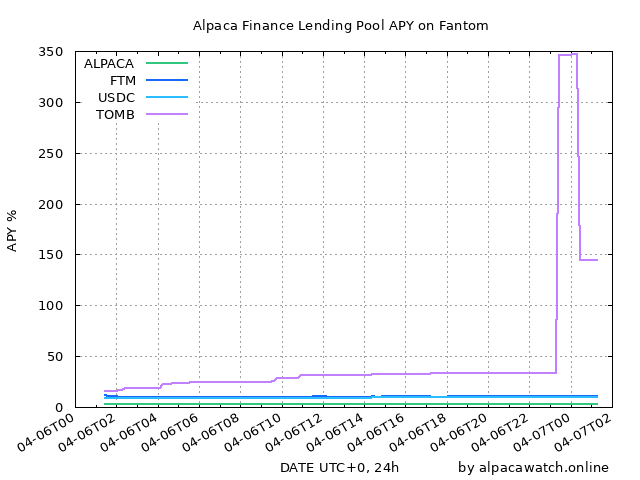 Alpaca Finance Lending Pool APY on Fantom
350
300
250
200
150
100
50
0
APY %
ALPACA
FTM
USDC
TOMB
04-06T00
04-06T02
04-06T04
04-06T06
04-06T08
04-06T10
04-06T12
04-06T14
04-06T16
04-06T18
04-06T20
04-06T22
04-07T00
04-07T02
DATE UTC+0, 24h
by alpacawatch.online